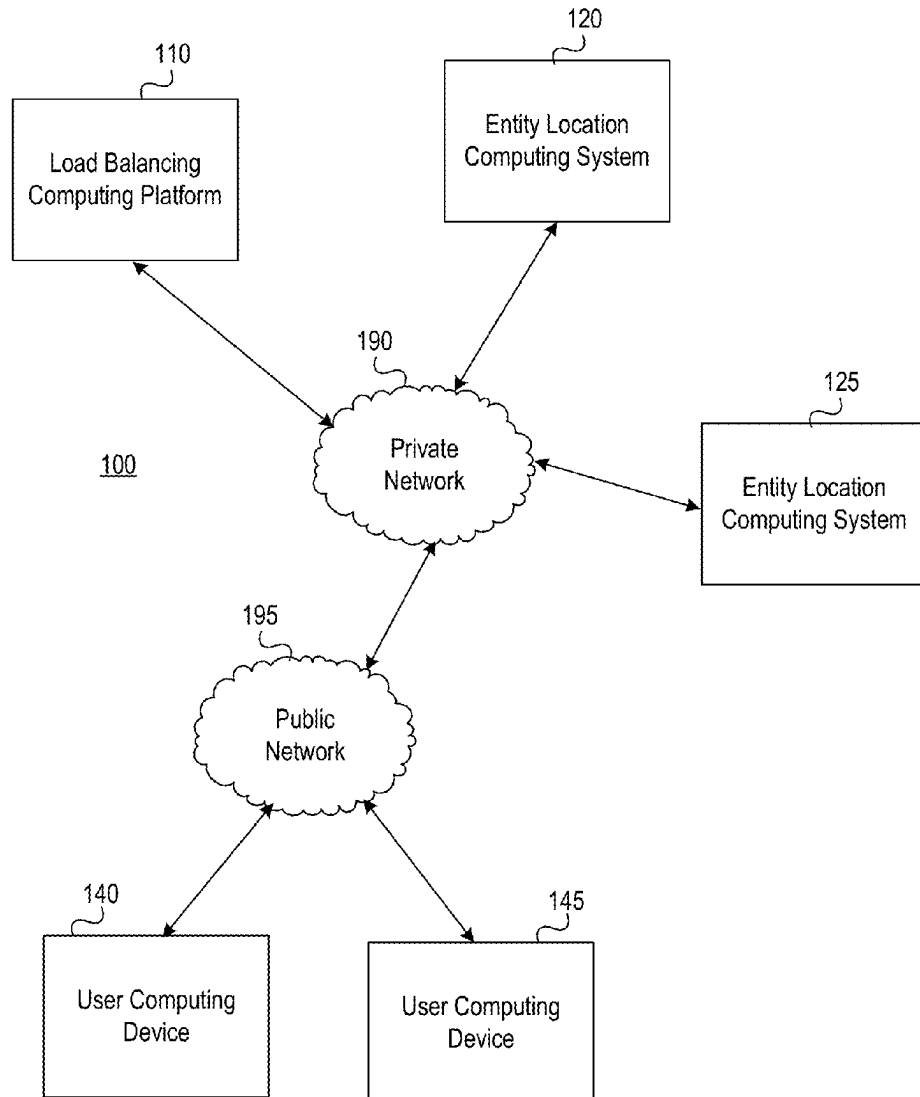 110
Load Balancing
Computing Platform
120
Entity Location
Computing System
190
Private
Network
125
Entity Location
Computing System
100
195
Public
Network
140
User Computing
Device
145
User Computing
Device